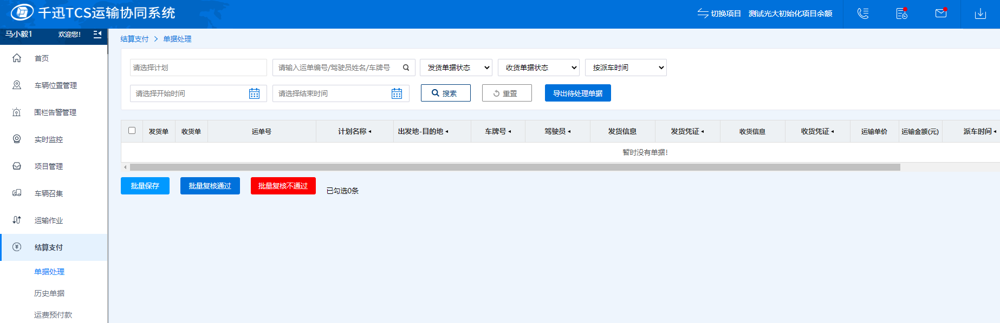 千迅TCS运输协同系统
切换项目 测试光大初始化项目余额
马小毅1 欢迎您!
结算支付 > 单据处理
首页
车辆位置管理
围栏告警管理
实时监控
项目管理
车辆召集
运输作业
结算支付
单据处理
历史单据
运费预付款
请选择计划 请输入运单编号/驾驶员姓名/车牌号 发货单据状态 收货单据状态 按派车时间
请选择开始时间 请选择结束时间 搜索 重置 导出待处理单据
发货单 收货单 运单号 计划名称 出发地-目的地 车牌号 驾驶员 发货信息 发货凭证 收货信息 收货凭证 运输单价 运输金额(元) 派车时间
暂时没有单据!
批量保存 批量复核通过 批量复核不通过 已勾选0条